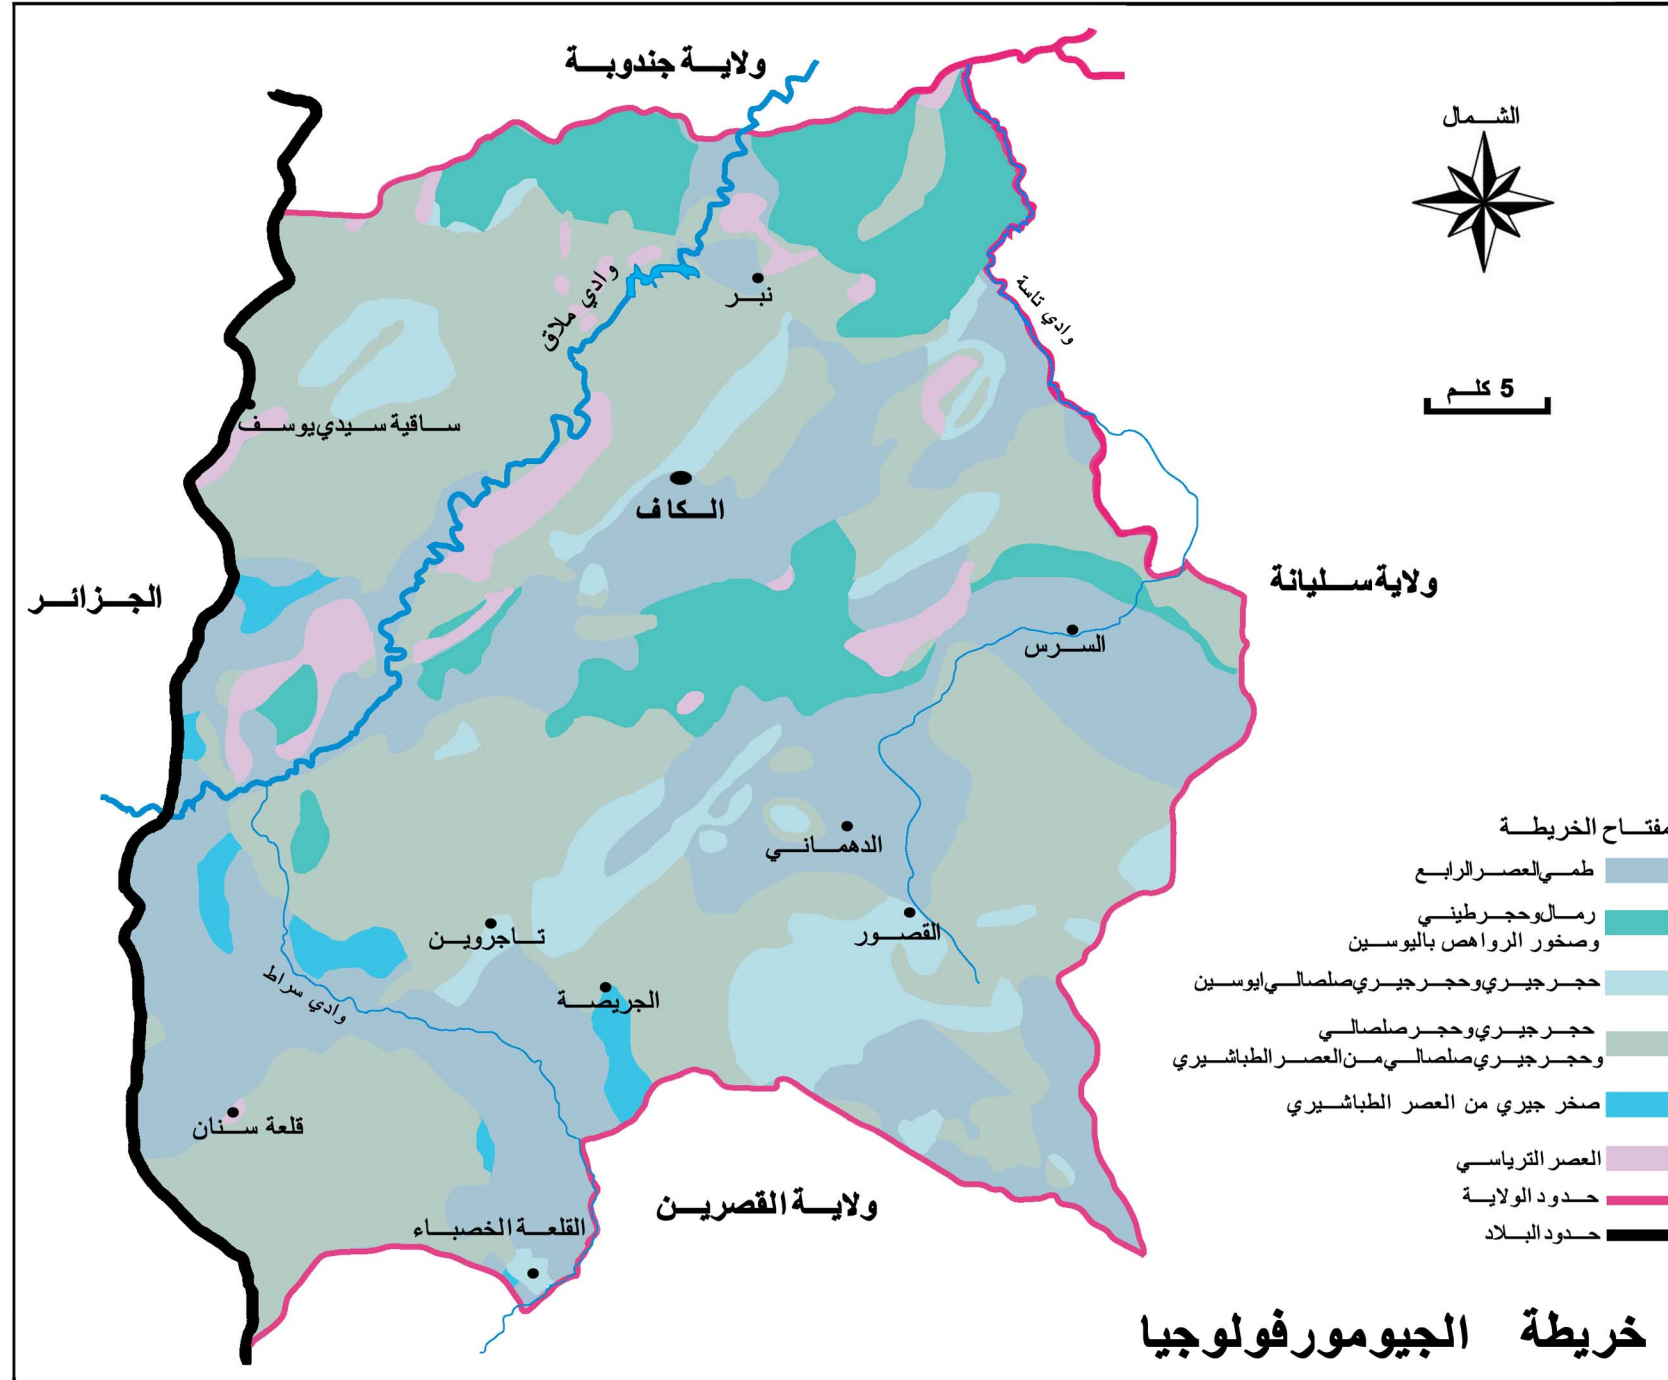 ولاية جندوبة
الشمال
وادي ملاق
نبر
وادي تاسة
5 كلم
ساقية سيدي يوسف
الكاف
الجزائر
ولاية سليانة
السرس
مفتاح الخريطة
الدهماني
طمي العصر الرابع
القصور
تاجروين
رمال وحجر طيني
وصخور الرواهص باليوسين
حجر جيري وحجر جيري صلصالي ايوسين
وادي سراط
الجريصة
حجر جيري وحجر صلصالي
وحجر جيري صلصالي من العصر الطباشيري
صخر جيري من العصر الطباشيري
قلعة سنان
العصر الترياسي
حدود الولاية
ولاية القصرين
القلعة الخصباء
حدود البلاد
خريطة الجيومورفولوجيا